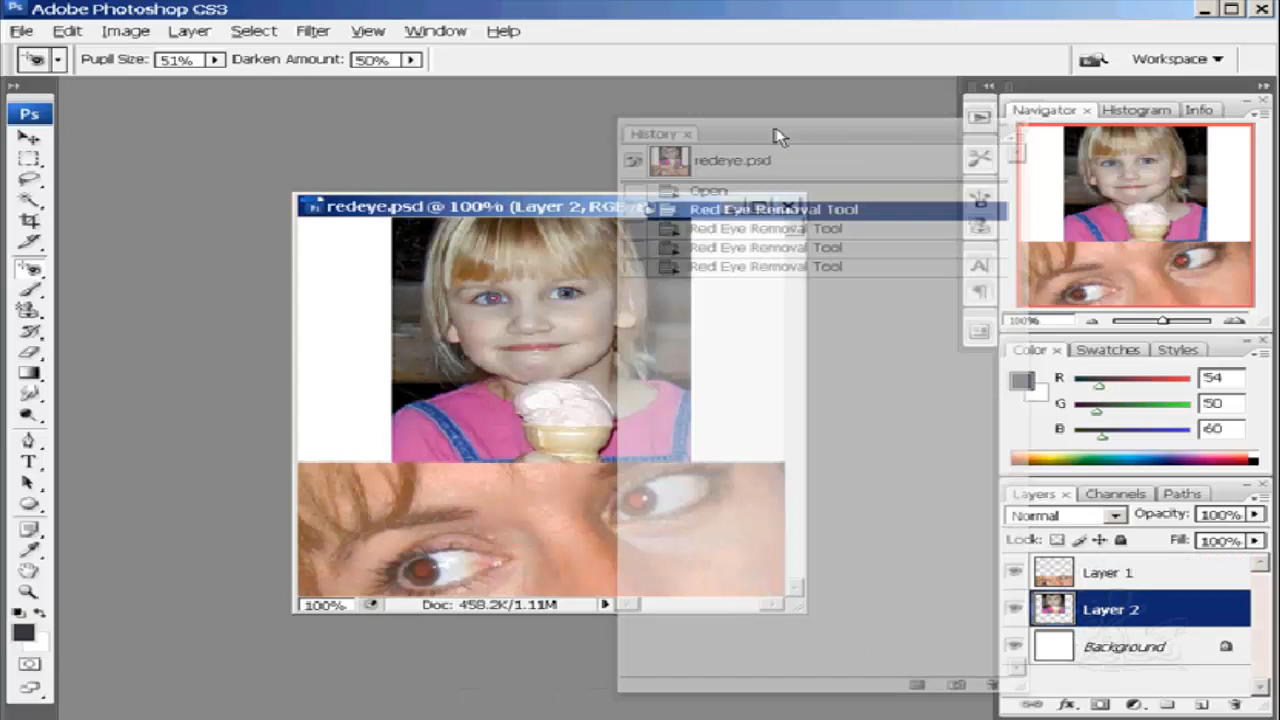 Ps Adobe Photoshop CS3
File Edit Image Layer Select Filter View Window Help
Pupil Size: 51% Darken Amount: 50% Workspace
Ps
History x
redeye.psd
Open
Red Eye Removal Tool
Red Eye Removal Tool
Red Eye Removal Tool
Red Eye Removal Tool
redeye.psd @ 100% (Layer 2, RGB
100% Doc: 458.2K/1.11M
Navigator x Histogram Info
100%
Color x Swatches Styles
R 54
G 50
B 60
Layers x Channels Paths
Normal Opacity: 100%
Lock: Fill: 100%
Layer 1
Layer 2
Background